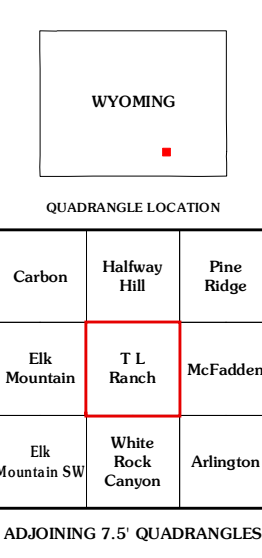 WYOMING
QUADRANGLE LOCATION
Carbon
Halfway
Hill
Pine
Ridge
Elk
Mountain
T L
Ranch
McFadden
Elk
Mountain SW
White
Rock
Canyon
Arlington
ADJOINING 7.5' QUADRANGLES